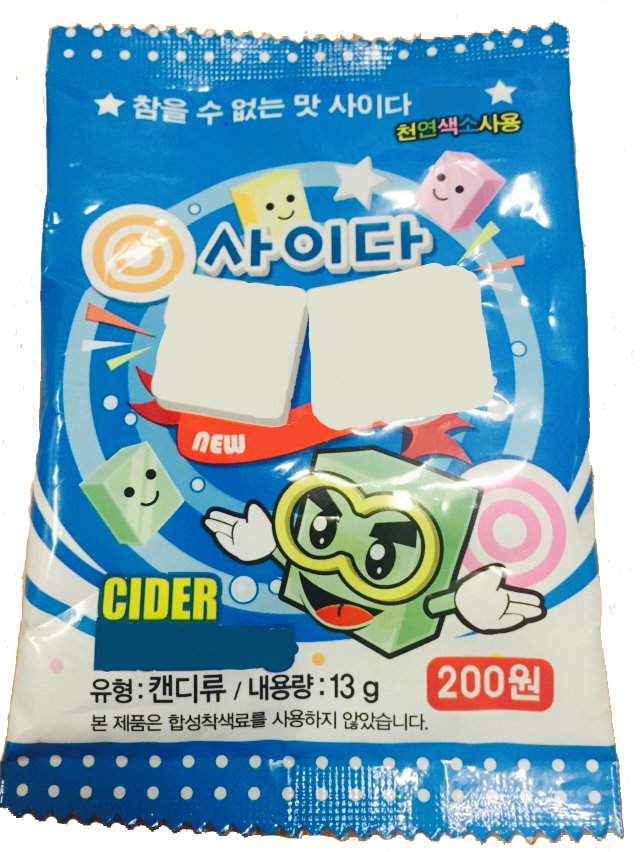 참을 수 없는 맛 사이다
천연색소사용
사이다
NEW
CIDER
유형 : 캔디류 / 내용량 : 13 g
200원
본 제품은 합성착색료를 사용하지 않았습니다.